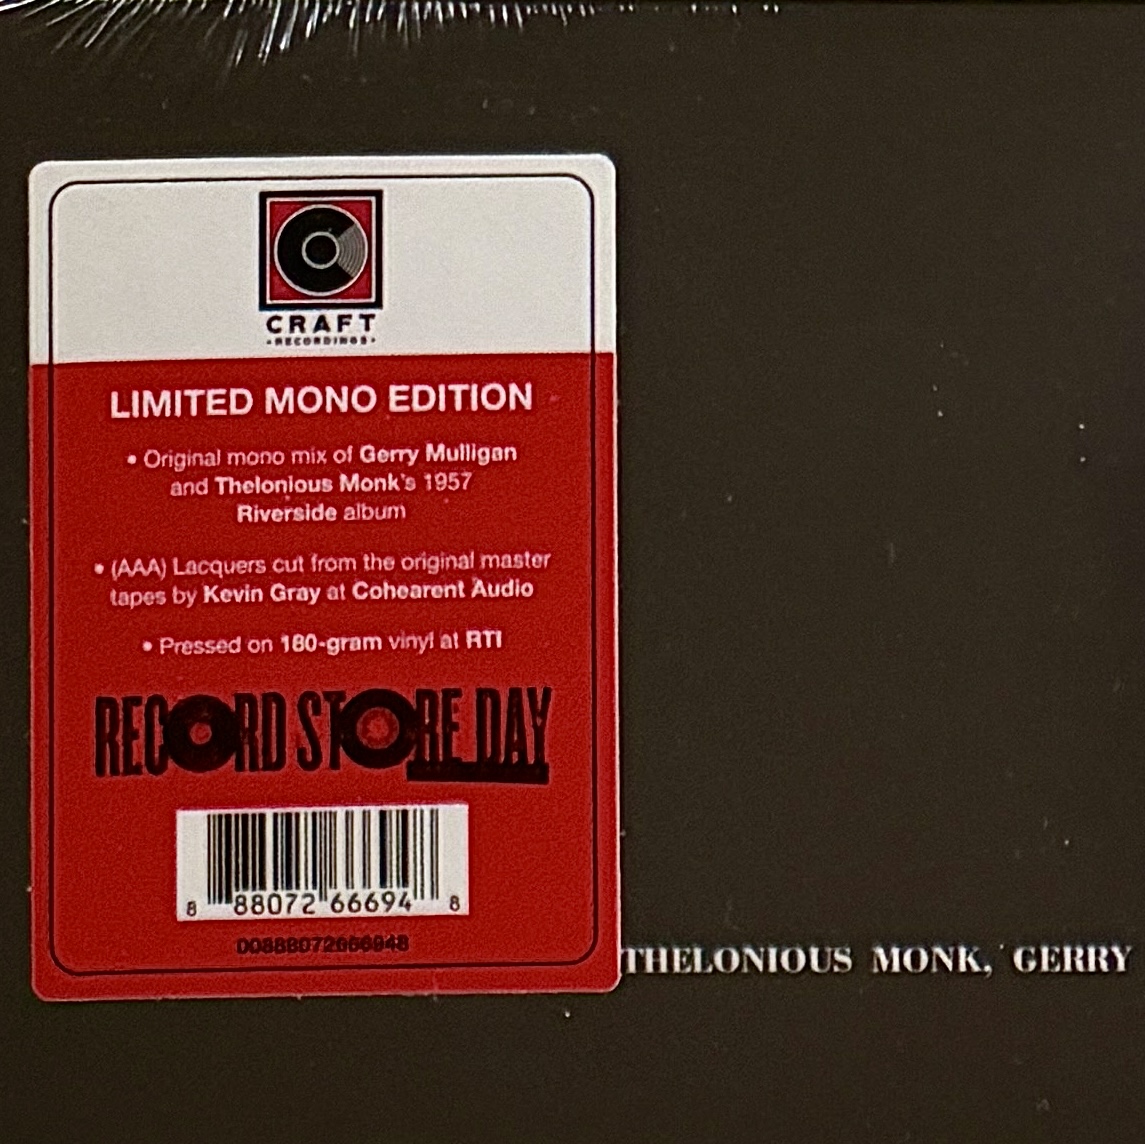 CRAFT
•RECORDINGS•
LIMITED MONO EDITION
• Original mono mix of Gerry Mulligan
and Thelonious Monk's 1957
Riverside album
• (AAA) Lacquers cut from the original master
tapes by Kevin Gray at Cohearent Audio
• Pressed on 180-gram vinyl at RTI
RECORD STORE DAY
8 88072 66694 8
00888072666948
THELONIOUS MONK, GERRY